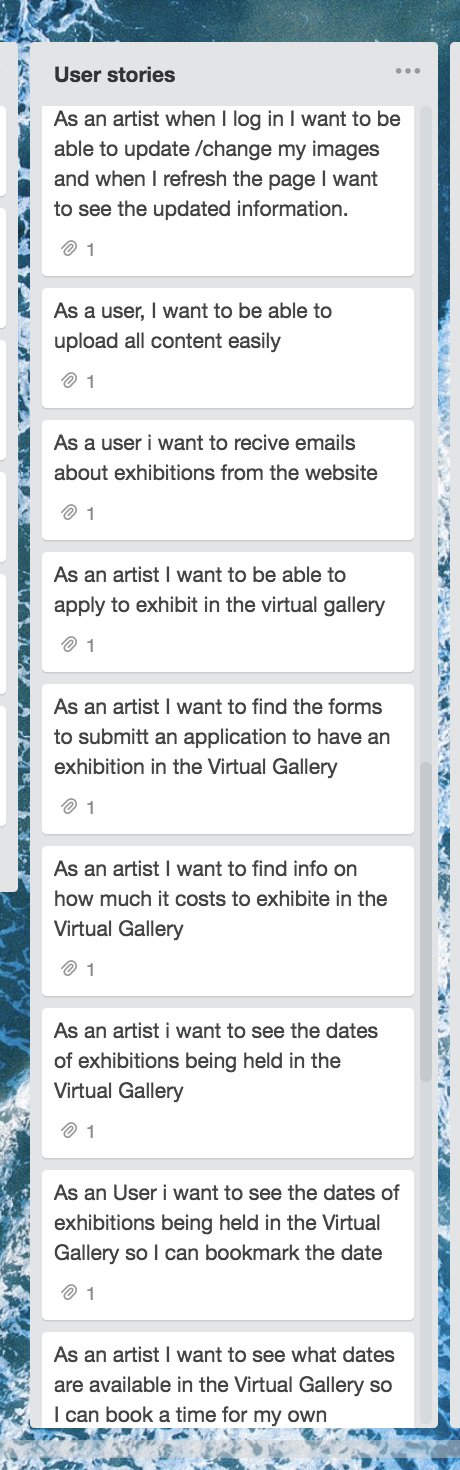 User stories
As an artist when I log in I want to be
able to update /change my images
and when I refresh the page I want
to see the updated information.
1
As a user, I want to be able to
upload all content easily
1
As a user i want to recive emails
about exhibitions from the website
1
As an artist I want to be able to
apply to exhibit in the virtual gallery
1
As an artist I want to find the forms
to submitt an application to have an
exhibition in the Virtual Gallery
1
As an artist I want to find info on
how much it costs to exhibite in the
Virtual Gallery
1
As an artist i want to see the dates
of exhibitions being held in the
Virtual Gallery
1
As an User i want to see the dates of
exhibitions being held in the Virtual
Gallery so I can bookmark the date
1
As an artist I want to see what dates
are available in the Virtual Gallery so
I can book a time for my own